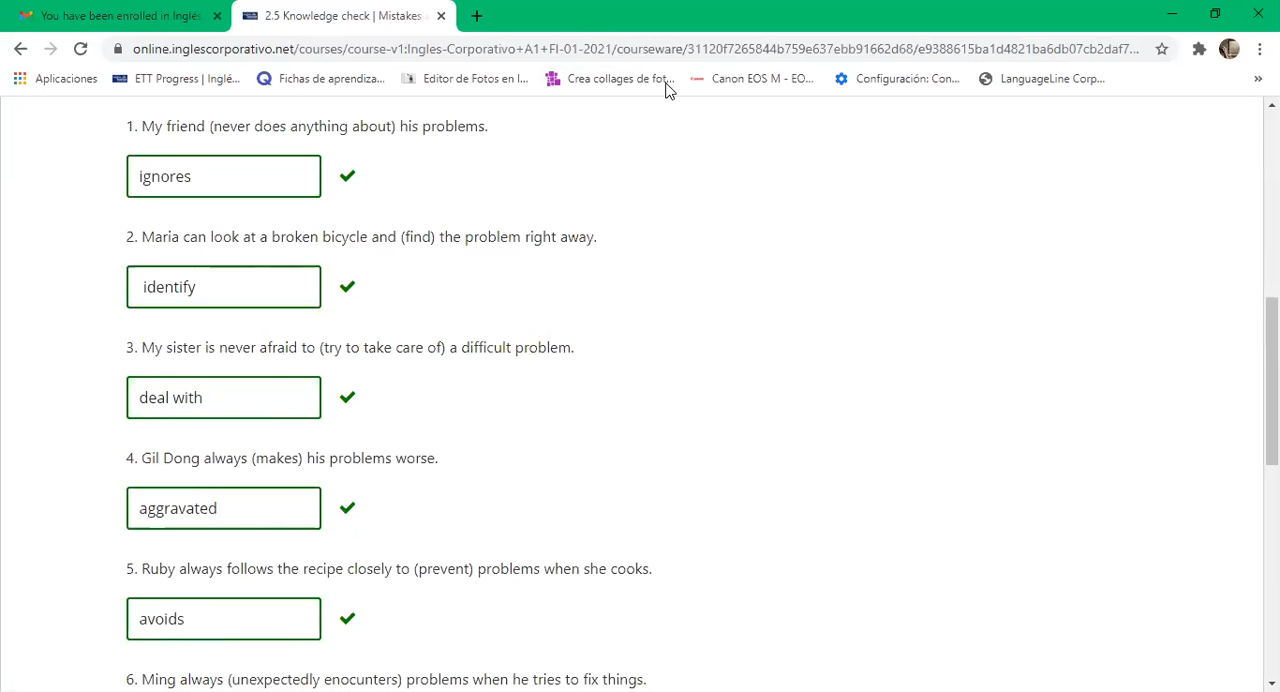 You have been enrolled in Inglés
2.5 Knowledge check | Mistakes a
online.inglescorporativo.net/courses/course-v1:Ingles-Corporativo+A1+FI-01-2021/courseware/31120f7265844b759e637ebb91662d68/e9388615ba1d4821ba6db07cb2daf7...
Aplicaciones ETT Progress | Inglé... Fichas de aprendiza... Editor de Fotos en l... Crea collages de fot... Canon EOS M - EO... Configuración: Con... LanguageLine Corp... »
1. My friend (never does anything about) his problems.
ignores
2. Maria can look at a broken bicycle and (find) the problem right away.
identify
3. My sister is never afraid to (try to take care of) a difficult problem.
deal with
4. Gil Dong always (makes) his problems worse.
aggravated
5. Ruby always follows the recipe closely to (prevent) problems when she cooks.
avoids
6. Ming always (unexpectedly enocunters) problems when he tries to fix things.